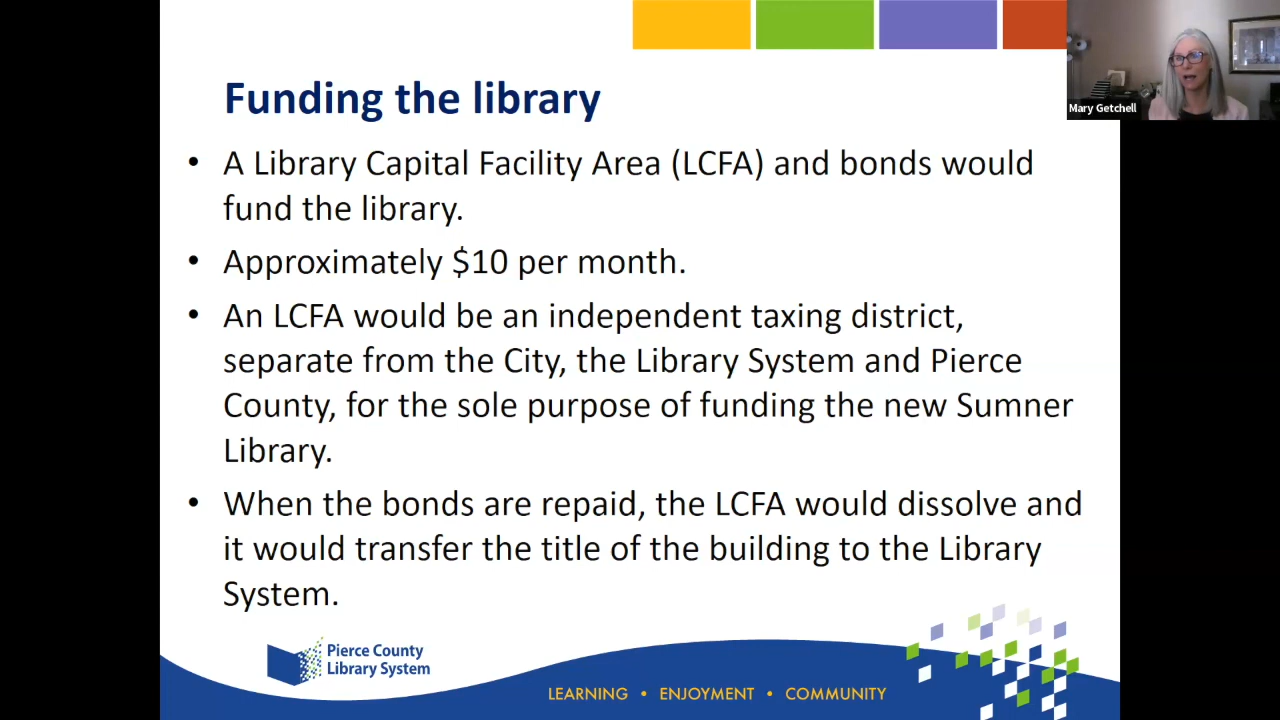 Mary Getchell
Funding the library
• A Library Capital Facility Area (LCFA) and bonds would
fund the library.
• Approximately $10 per month.
• An LCFA would be an independent taxing district,
separate from the City, the Library System and Pierce
County, for the sole purpose of funding the new Sumner
Library.
• When the bonds are repaid, the LCFA would dissolve and
it would transfer the title of the building to the Library
System.
Pierce County
Library System
LEARNING • ENJOYMENT • COMMUNITY